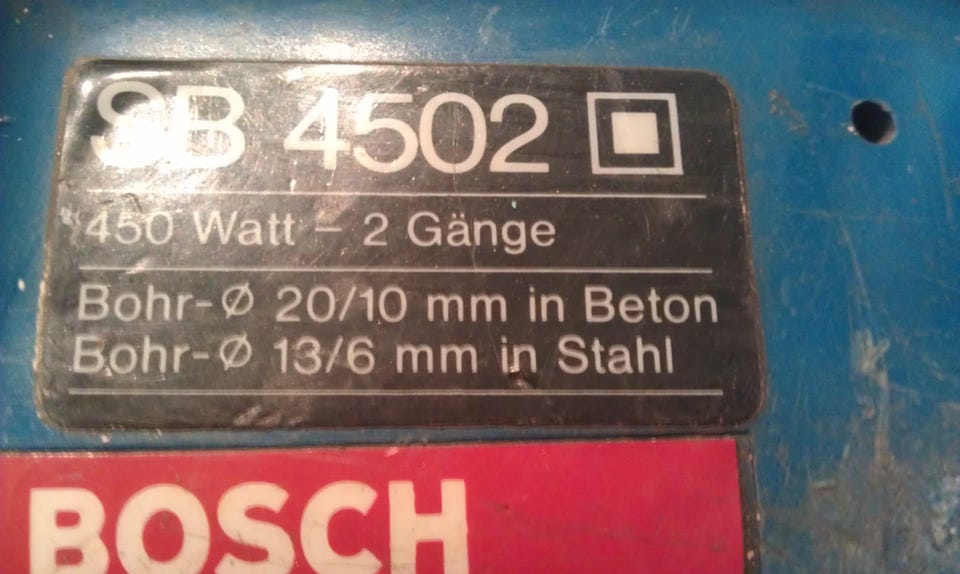 SB 4502
450 Watt – 2 Gänge
Bohr-Ø 20/10 mm in Beton
Bohr-Ø 13/6 mm in Stahl
BOSCH